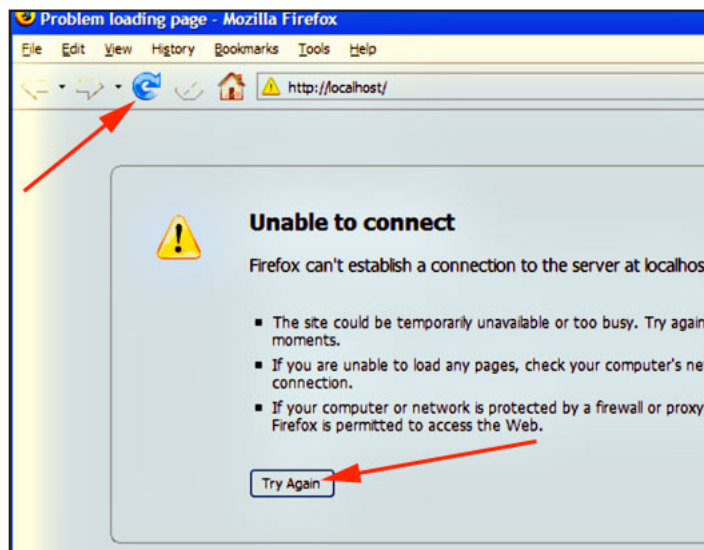 Problem loading page - Mozilla Firefox
File Edit View History Bookmarks Tools Help
http://localhost/
Unable to connect
Firefox can't establish a connection to the server at localhos
The site could be temporarily unavailable or too busy. Try again
moments.
If you are unable to load any pages, check your computer's ne
connection.
If your computer or network is protected by a firewall or proxy
Firefox is permitted to access the Web.
Try Again